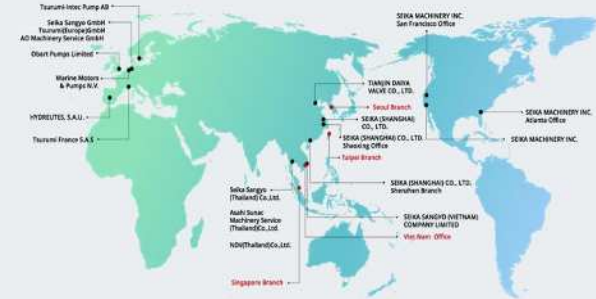 Tsurumi-Intec Pump AB
Seika Sangyo GmbH
Tsurumi(Europe)GmbH
AO Machinery Service GmbH
Obart Pumps Limited
Marine Motors
& Pumps N.V.
HYDREUTES, S.A.U.
Tsurumi France S.A.S
TIANJIN DAIYA
VALVE CO., LTD.
Seoul Branch
SEIKA (SHANGHAI)
CO., LTD.
SEIKA (SHANGHAI) CO., LTD.
Shaoxing Office
Taipei Branch
SEIKA (SHANGHAI) CO., LTD.
Shenzhen Branch
SEIKA SANGYO (VIETNAM)
COMPANY LIMITED
Viet Nam Office
Seika Sangyo
(Thailand) Co.,Ltd.
Asahi Sunac
Machinery Service
(Thailand)Co.,Ltd.
NDV(Thailand)Co.,Ltd.
Singapore Branch
SEIKA MACHINERY INC.
San Francisco Office
SEIKA MACHINERY INC.
Atlanta Office
SEIKA MACHINERY INC.